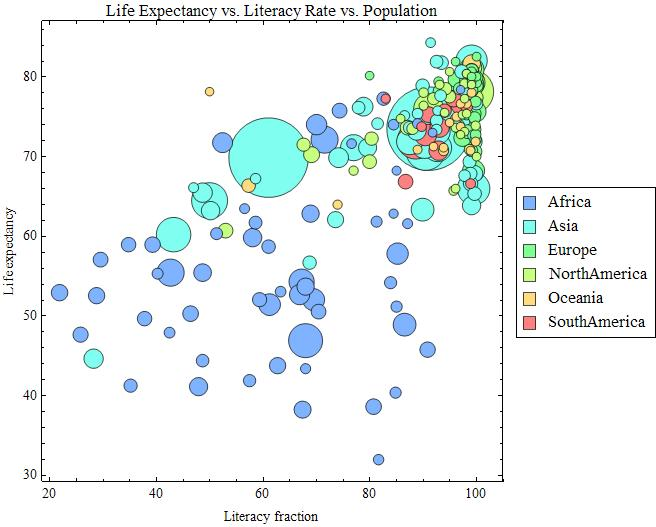 Life Expectancy vs. Literacy Rate vs. Population
80
70
60
50
40
30
Life expectancy
20
40
60
80
100
Literacy fraction
Africa
Asia
Europe
NorthAmerica
Oceania
SouthAmerica